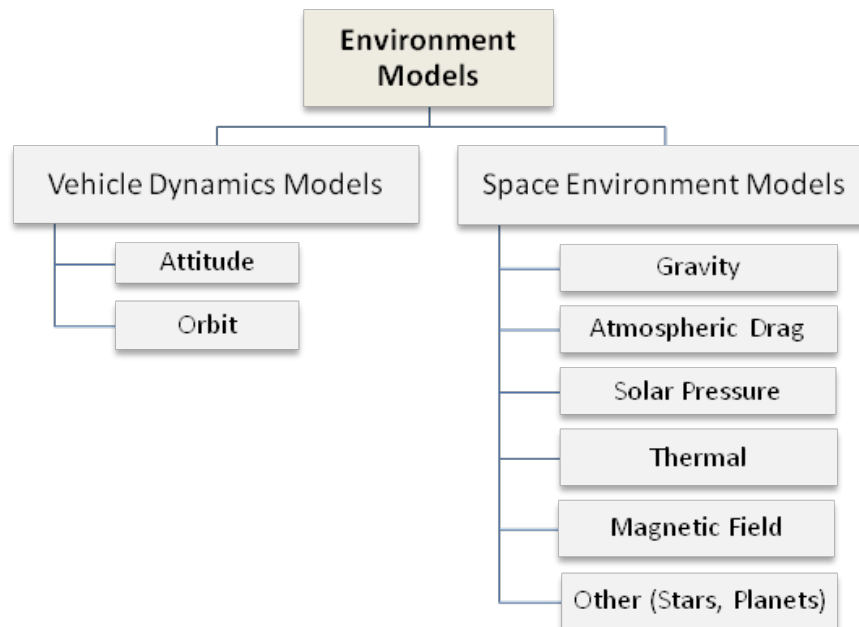 Environment
Models
Vehicle Dynamics Models
Space Environment Models
Attitude
Orbit
Gravity
Atmospheric Drag
Solar Pressure
Thermal
Magnetic Field
Other (Stars, Planets)